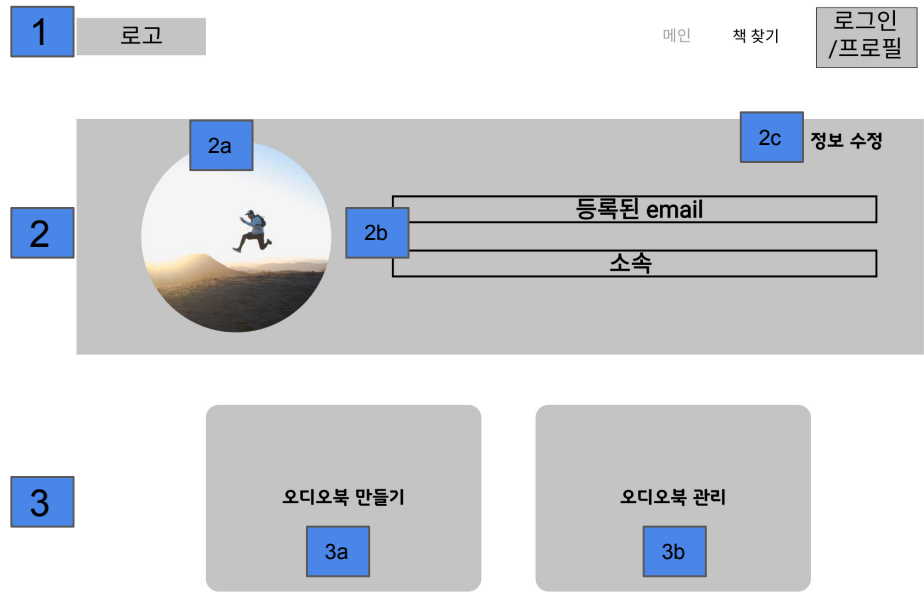 1
로고
메인
책 찾기
로그인
/프로필
2a
2c
정보 수정
2
2b
등록된 email
소속
3
오디오북 만들기
3a
오디오북 관리
3b